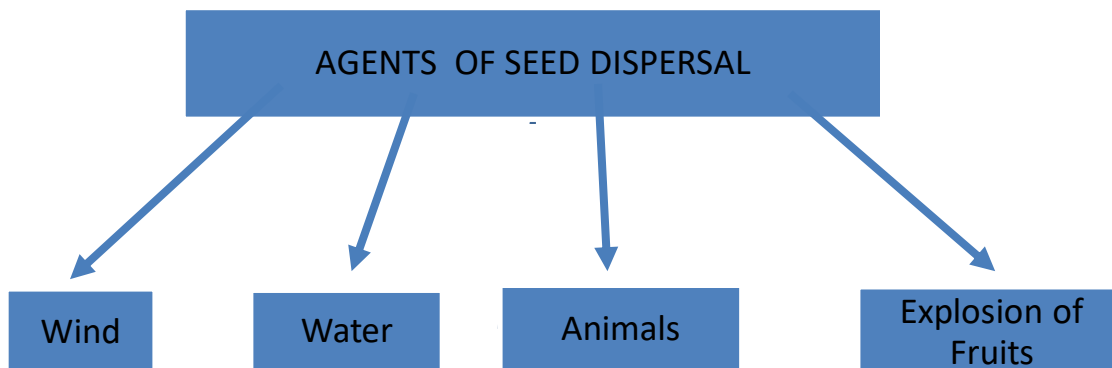 AGENTS OF SEED DISPERSAL
-
Wind
Water
Animals
Explosion of
Fruits